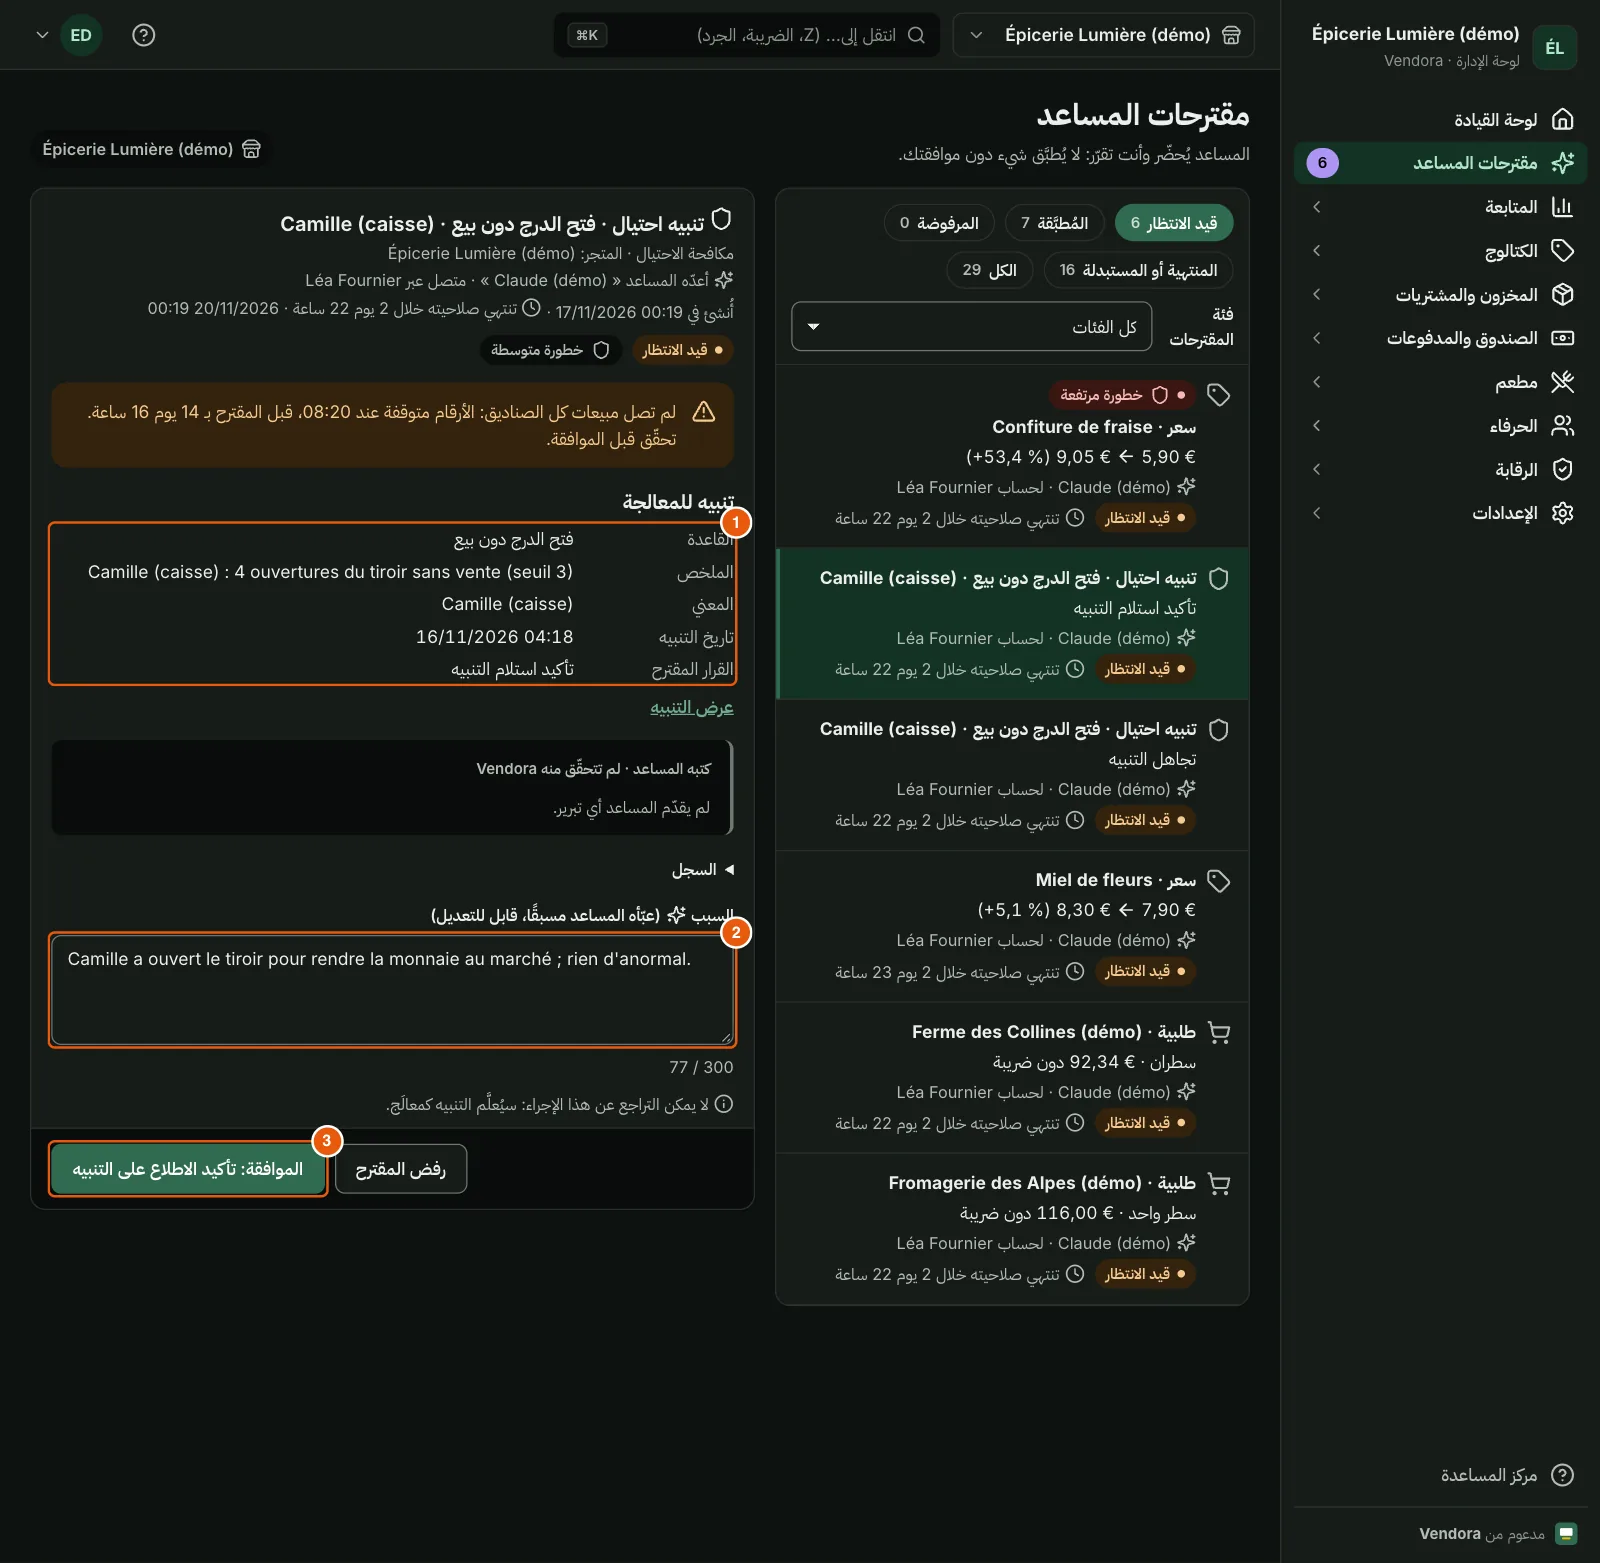 Épicerie Lumière (démo)
لوحة الإدارة · Vendora
ÉL
لوحة القيادة
مقترحات المساعد
6
المتابعة
الكتالوج
المخزون والمشتريات
الصندوق والمدفوعات
مطعم
الحرفاء
الرقابة
الإعدادات
مركز المساعدة
مدعوم من Vendora
Épicerie Lumière (démo)
انتقل إلى... (Z، الضريبة، الجرد)
⌘K
ED
مقترحات المساعد
المساعد يُحضّر وأنت تقرّر: لا يُطبَّق شيء دون موافقتك.
Épicerie Lumière (démo)
قيد الانتظار 6
المُطبَّقة 7
المرفوضة 0
المنتهية أو المستبدلة 16
الكل 29
فئة المقترحات
كل الفئات
خطورة مرتفعة
سعر · Confiture de fraise
5,90 € ← 9,05 € (+53,4 %)
Claude (démo) · لحساب Léa Fournier
قيد الانتظار
تنتهي صلاحيته خلال 2 يوم 22 ساعة
تنبيه احتيال · فتح الدرج دون بيع · Camille (caisse)
تأكيد استلام التنبيه
Claude (démo) · لحساب Léa Fournier
قيد الانتظار
تنتهي صلاحيته خلال 2 يوم 22 ساعة
تنبيه احتيال · فتح الدرج دون بيع · Camille (caisse)
تجاهل التنبيه
Claude (démo) · لحساب Léa Fournier
قيد الانتظار
تنتهي صلاحيته خلال 2 يوم 22 ساعة
سعر · Miel de fleurs
7,90 € ← 8,30 € (+5,1 %)
Claude (démo) · لحساب Léa Fournier
قيد الانتظار
تنتهي صلاحيته خلال 2 يوم 23 ساعة
طلبية · Ferme des Collines (démo)
سطران · 92,34 € دون ضريبة
Claude (démo) · لحساب Léa Fournier
قيد الانتظار
تنتهي صلاحيته خلال 2 يوم 22 ساعة
طلبية · Fromagerie des Alpes (démo)
سطر واحد · 116,00 € دون ضريبة
Claude (démo) · لحساب Léa Fournier
قيد الانتظار
تنتهي صلاحيته خلال 2 يوم 22 ساعة
تنبيه احتيال · فتح الدرج دون بيع · Camille (caisse)
مكافحة الاحتيال · المتجر: Épicerie Lumière (démo)
أعدّه المساعد « Claude (démo) » · متصل عبر Léa Fournier
أُنشئ في 17/11/2026 00:19 · تنتهي صلاحيته خلال 2 يوم 22 ساعة · 20/11/2026 00:19
قيد الانتظار
خطورة متوسطة
لم تصل مبيعات كل الصناديق: الأرقام متوقفة عند 08:20، قبل المقترح بـ 14 يوم 16 ساعة.
تحقّق قبل الموافقة.
تنبيه للمعالجة
1
القاعدة فتح الدرج دون بيع
الملخص Camille (caisse) : 4 ouvertures du tiroir sans vente (seuil 3)
المعني Camille (caisse)
تاريخ التنبيه 16/11/2026 04:18
القرار المقترح تأكيد استلام التنبيه
عرض التنبيه
كتبه المساعد · لم تتحقّق منه Vendora
لم يقدّم المساعد أي تبرير.
السجل
السبب (عبّأه المساعد مسبقًا، قابل للتعديل)
2
Camille a ouvert le tiroir pour rendre la monnaie au marché ; rien d'anormal.
77 / 300
لا يمكن التراجع عن هذا الإجراء: سيُعلَّم التنبيه كمعالَج.
رفض المقترح
3
الموافقة: تأكيد الاطلاع على التنبيه